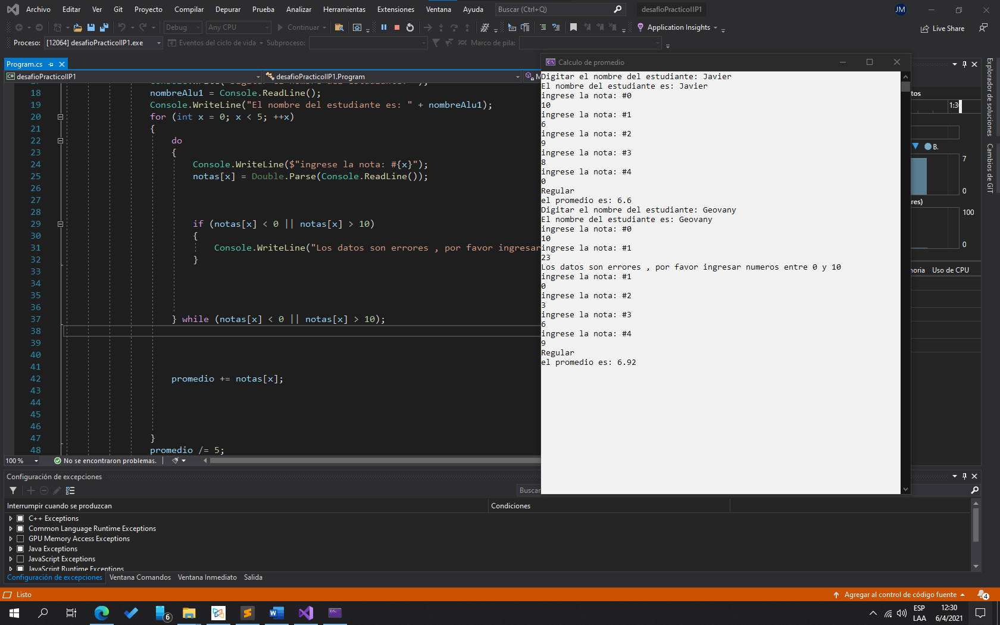 Archivo Editar Ver Git Proyecto Compilar Depurar Prueba Analizar Herramientas Extensiones Ventana Ayuda Buscar (Ctrl+Q) desafioPracticoIIP1 JM
Debug Any CPU Continuar Application Insights Live Share
Proceso: [12064] desafioPracticoIIP1.exe Eventos del ciclo de vida Subproceso: Marco de pila:
Program.cs
desafioPracticoIIP1 desafioPracticoIIP1.Program
18 nombreAlu1 = Console.ReadLine();
19 Console.WriteLine("El nombre del estudiante es: " + nombreAlu1);
20 for (int x = 0; x < 5; ++x)
21 {
22 do
23 {
24 Console.WriteLine($"ingrese la nota: #{x}");
25 notas[x] = Double.Parse(Console.ReadLine());
26
27
28
29 if (notas[x] < 0 || notas[x] > 10)
30 {
31 Console.WriteLine("Los datos son errores , por favor ingresar
32 }
33
34
35
36
37 } while (notas[x] < 0 || notas[x] > 10);
38
39
40
41
42 promedio += notas[x];
43
44
45
46
47 }
48 promedio /= 5;
100 % No se encontraron problemas.
Calculo de promedio
Digitar el nombre del estudiante: Javier
El nombre del estudiante es: Javier
ingrese la nota: #0
10
ingrese la nota: #1
6
ingrese la nota: #2
9
ingrese la nota: #3
8
ingrese la nota: #4
0
Regular
el promedio es: 6.6
Digitar el nombre del estudiante: Geovany
El nombre del estudiante es: Geovany
ingrese la nota: #0
10
ingrese la nota: #1
23
Los datos son errores , por favor ingresar numeros entre 0 y 10
ingrese la nota: #1
0
ingrese la nota: #2
3
ingrese la nota: #3
6
ingrese la nota: #4
9
Regular
el promedio es: 6.92
tos
1:3
B.
7
0
res)
100
0
noria Uso de CPU
Explorador de soluciones
Cambios de GIT
Configuración de excepciones
Buscar
Interrumpir cuando se produzcan Condiciones
C++ Exceptions
Common Language Runtime Exceptions
GPU Memory Access Exceptions
Java Exceptions
JavaScript Exceptions
JavaScript Runtime Exceptions
Configuración de excepciones Ventana Comandos Ventana Inmediato Salida
Listo Agregar al control de código fuente 4
6 ESP 12:30
LAA 6/4/2021